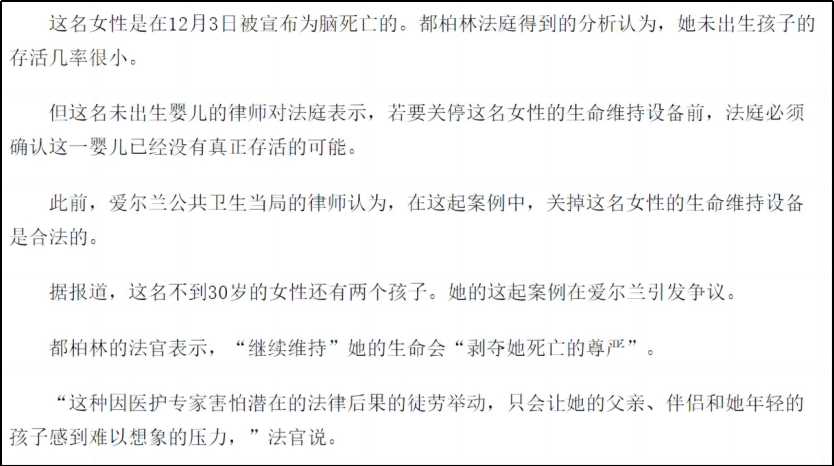 这名女性是在12月3日被宣布为脑死亡的。都柏林法庭得到的分析认为，她未出生孩子的
存活几率很小。
但这名未出生婴儿的律师对法庭表示，若要关停这名女性的生命维持设备前，法庭必须
确认这一婴儿已经没有真正存活的可能。
此前，爱尔兰公共卫生当局的律师认为，在这起案例中，关掉这名女性的生命维持设备
是合法的。
据报道，这名不到30岁的女性还有两个孩子。她的这起案例在爱尔兰引发争议。
都柏林的法官表示，“继续维持”她的生命会“剥夺她死亡的尊严”。
“这种因医护专家害怕潜在的法律后果的徒劳举动，只会让她的父亲、伴侣和她年轻的
孩子感到难以想象的压力，”法官说。